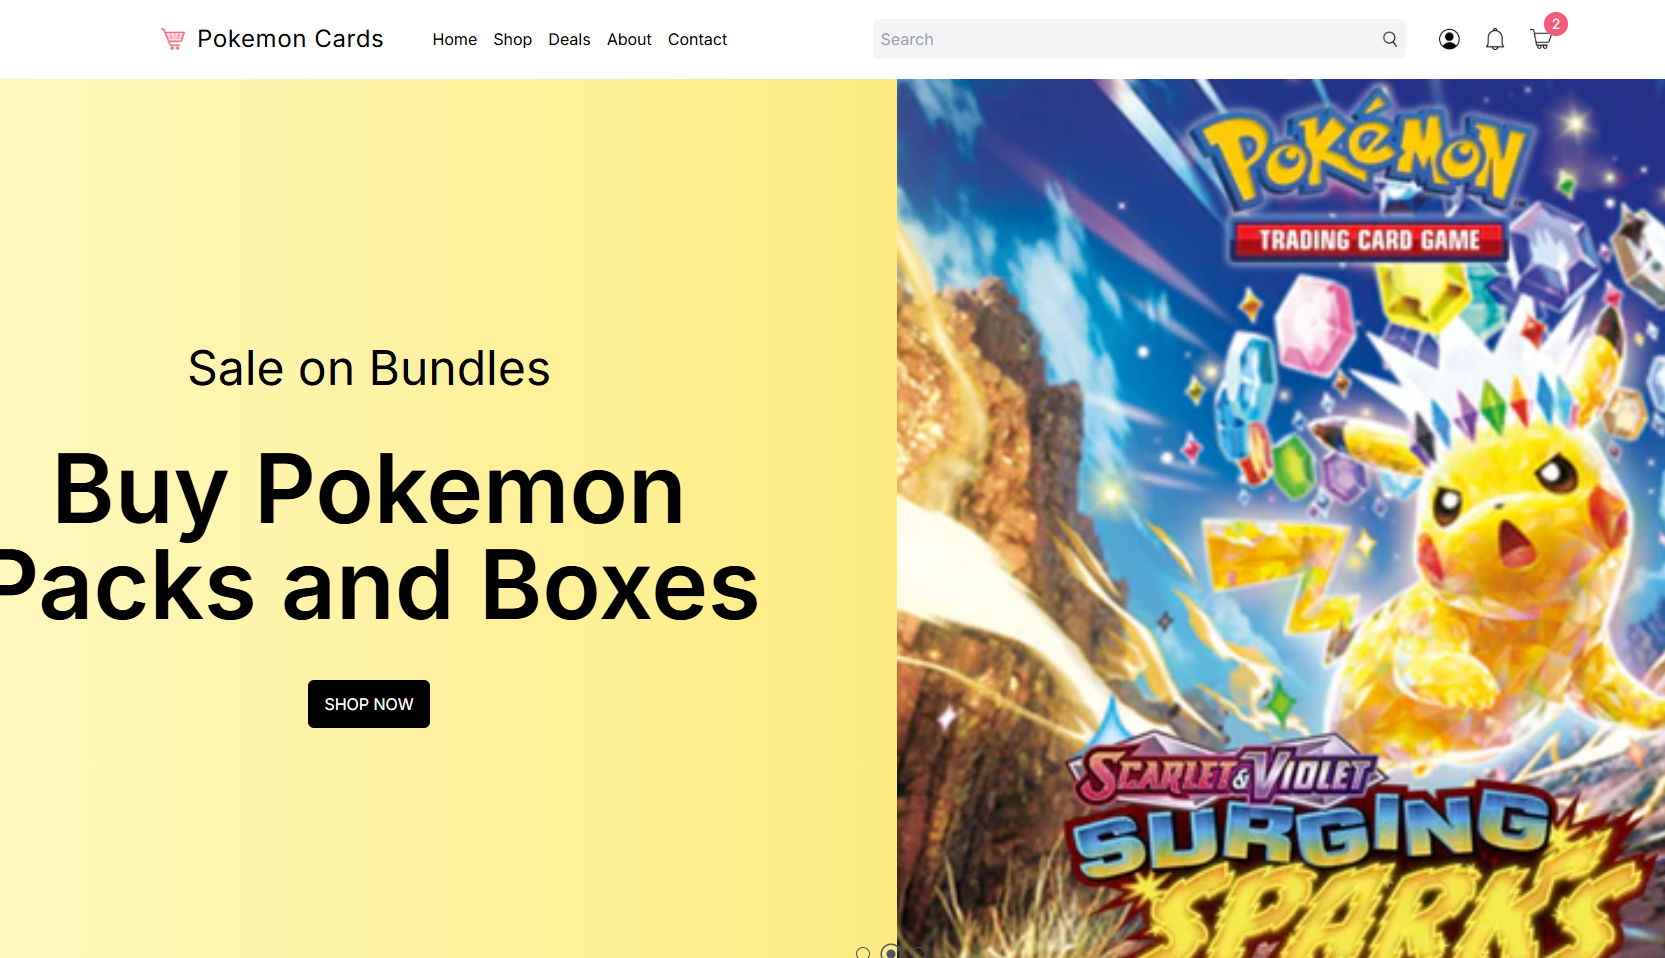 Pokemon Cards
Home Shop Deals About Contact
Search
2
Sale on Bundles
Buy Pokemon
Packs and Boxes
SHOP NOW
POKéMON
TRADING CARD GAME
SCARLET & VIOLET
SURGING
SPARKS